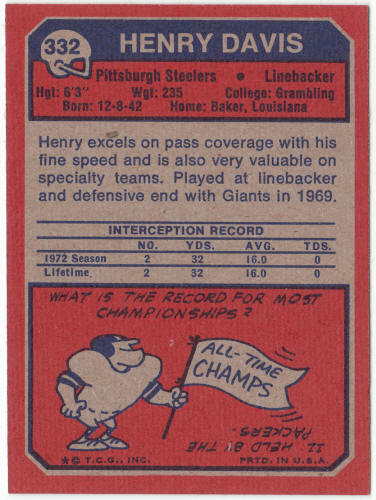 332 HENRY DAVIS
Pittsburgh Steelers • Linebacker
Hgt: 6'3" Wgt: 235 College: Grambling
Born: 12-8-42 Home: Baker, Louisiana
Henry excels on pass coverage with his
fine speed and is also very valuable on
specialty teams. Played at linebacker
and defensive end with Giants in 1969.
INTERCEPTION RECORD
NO. YDS. AVG. TDS.
1972 Season 2 32 16.0 0
Lifetime. 2 32 16.0 0
WHAT IS THE RECORD FOR MOST
CHAMPIONSHIPS?
ALL-TIME
CHAMPS
11. HELD BY THE
PACKERS.
*© T.C.G., INC. PRTD. IN U.S.A.